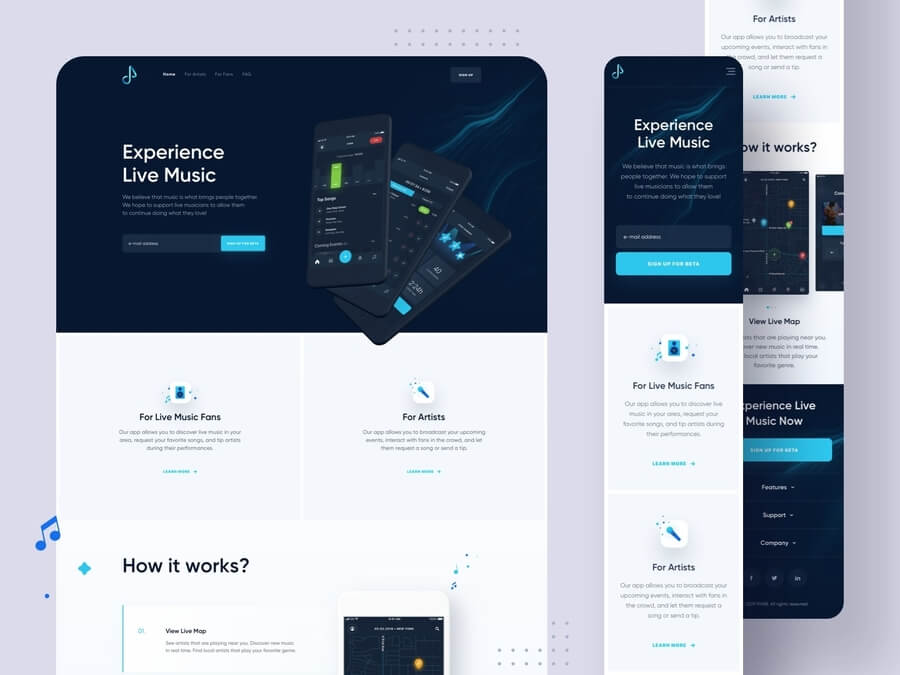 Home
For Artists
For Fans
FAQ
SIGN UP
Experience
Live Music
We believe that music is what brings people together.
We hope to support live musicians to allow them
to continue doing what they love!
e-mail address
SIGN UP FOR BETA
Top Songs
Coming Events
40
2:24h
For Live Music Fans
Our app allows you to discover live music in your
area, request your favorite songs, and tip artists
during their performances.
LEARN MORE
For Artists
Our app allows you to broadcast your upcoming
events, interact with fans in the crowd, and let
them request a song or send a tip.
LEARN MORE
How it works?
01.
View Live Map
See artists that are playing near you. Discover new music
in real time. Find local artists that play your favorite genre.
Experience
Live Music
We believe that music is what brings
people together. We hope to support
live musicians to allow them
to continue doing what they love!
e-mail address
SIGN UP FOR BETA
For Live Music Fans
Our app allows you to discover live
music in your area, request your
favorite songs, and tip artists during
their performances.
LEARN MORE
For Artists
Our app allows you to broadcast your
upcoming events, interact with fans in
the crowd, and let them request a
song or send a tip.
LEARN MORE
For Artists
Our app allows you to broadcast your
upcoming events, interact with fans in
the crowd, and let them request a
song or send a tip.
LEARN MORE
ow it works?
View Live Map
sts that are playing near you.
ver new music in real time.
local artists that play your
favorite genre.
xperience Live
Music Now
SIGN UP FOR BETA
Features
Support
Company
All rights reserved.